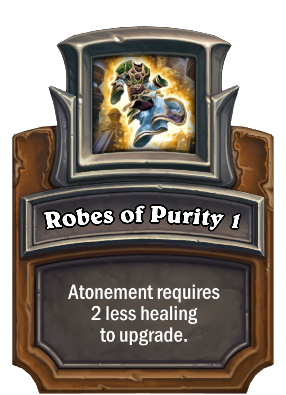 Robes of Purity 1
Atonement requires
2 less healing
to upgrade.